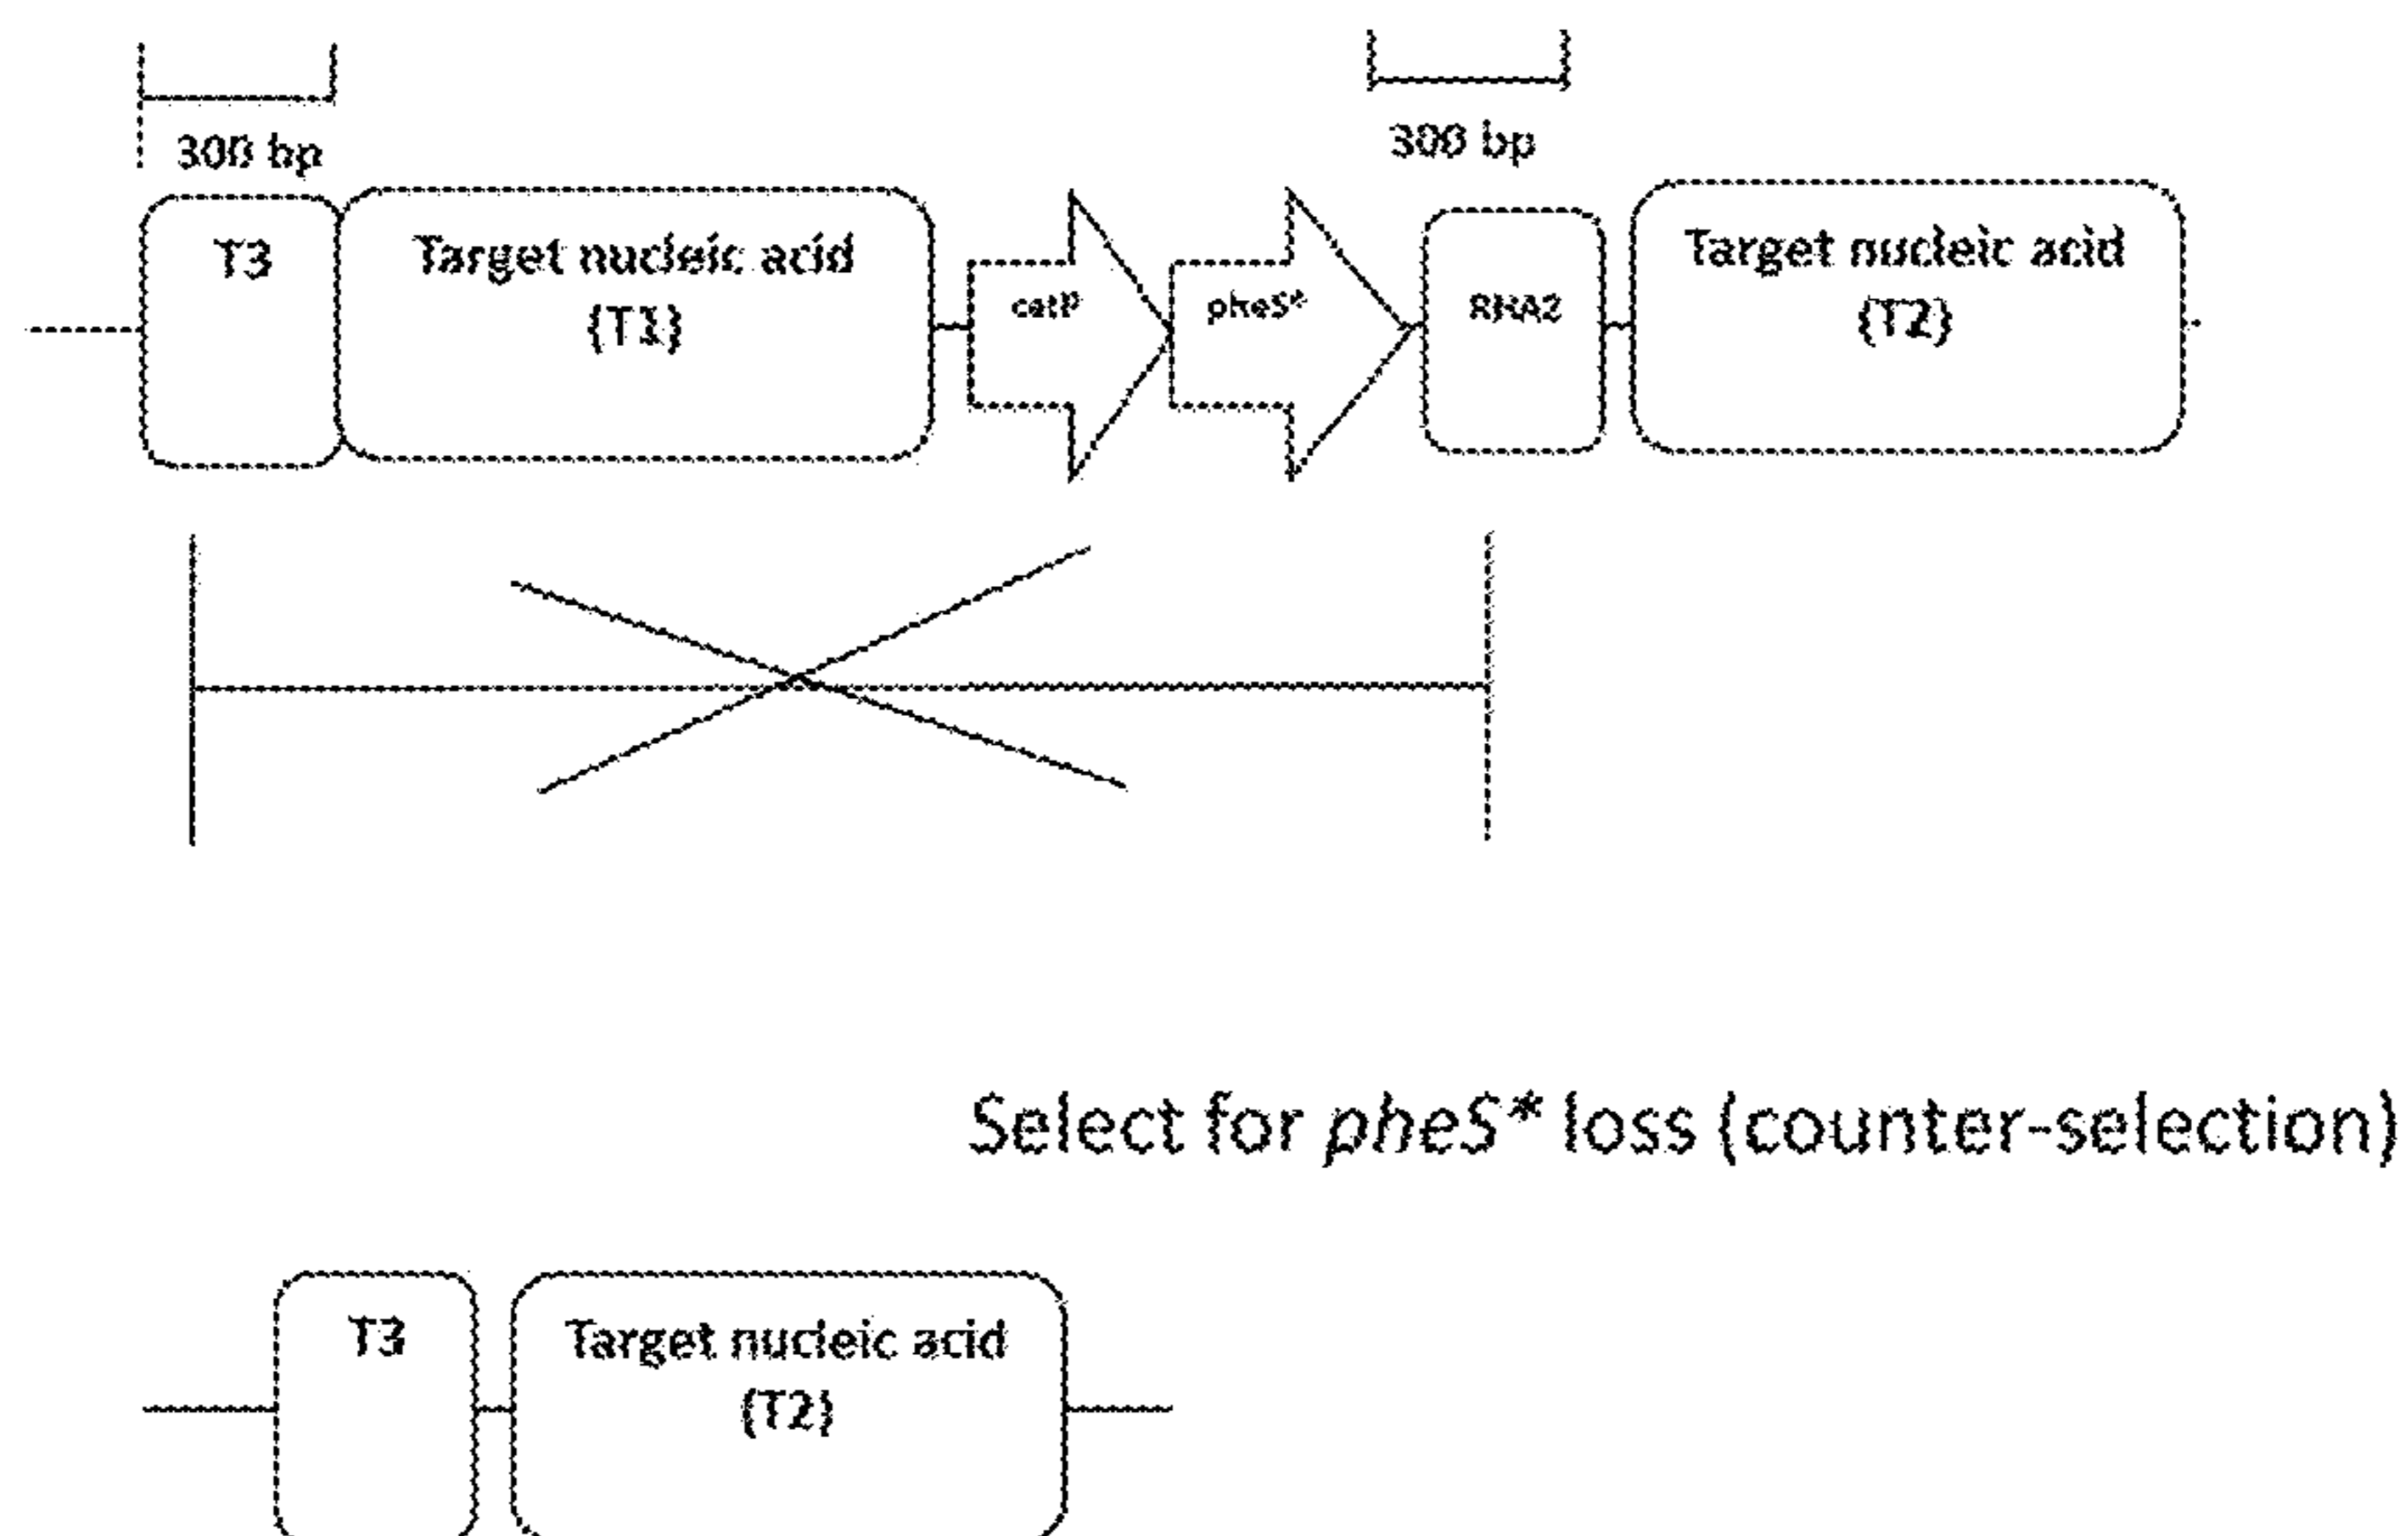 300 bp
300 bp
T3
Target nucleic acid
(T1)
catP
pheS*
Target nucleic acid
(T2)
Select for pheS* loss (counter-selection)
T3
Target nucleic acid
(T2)